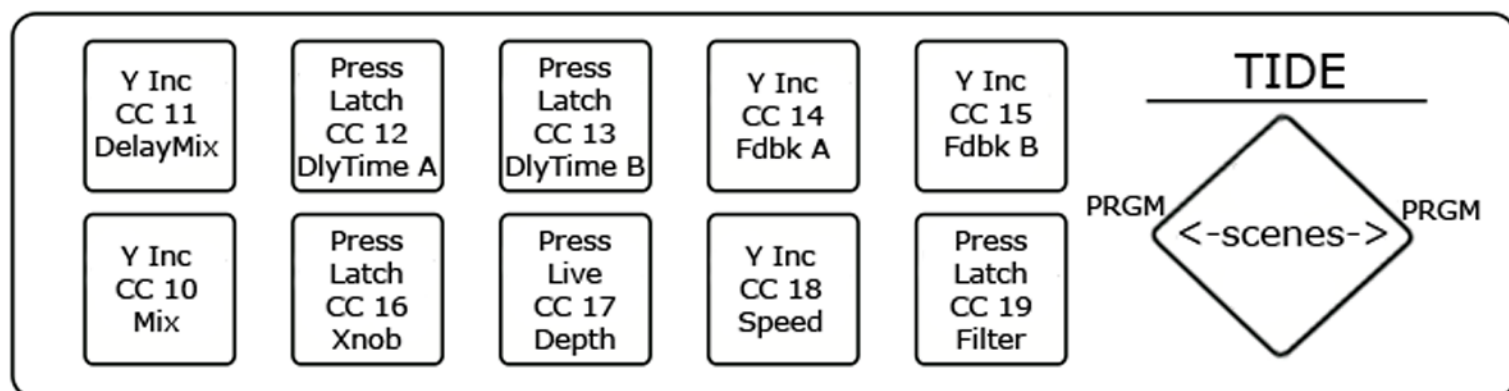 Y Inc
CC 11
DelayMix
Press
Latch
CC 12
DlyTime A
Press
Latch
CC 13
DlyTime B
Y Inc
CC 14
Fdbk A
Y Inc
CC 15
Fdbk B
Y Inc
CC 10
Mix
Press
Latch
CC 16
Xnob
Press
Live
CC 17
Depth
Y Inc
CC 18
Speed
Press
Latch
CC 19
Filter
TIDE
PRGM
<-scenes->
PRGM